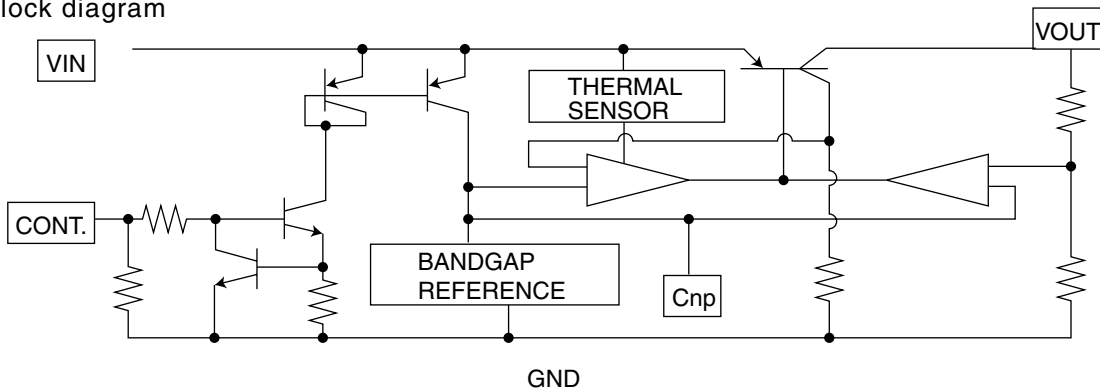 lock diagram
VOUT
VIN
THERMAL
SENSOR
CONT.
BANDGAP
REFERENCE
Cnp
GND